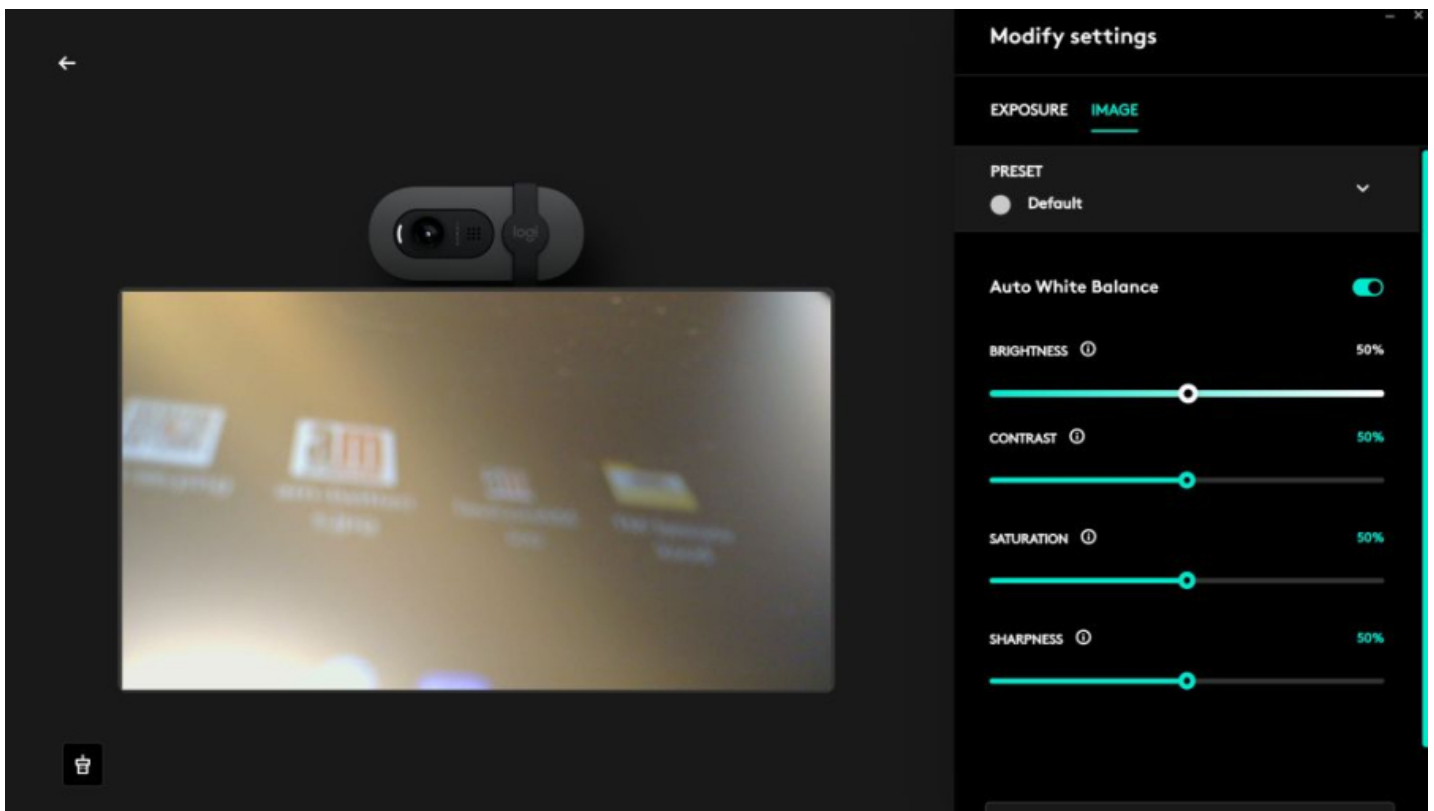 Modify settings
EXPOSURE IMAGE
PRESET
Default
logi
Auto White Balance
BRIGHTNESS 50%
CONTRAST 50%
SATURATION 50%
SHARPNESS 50%